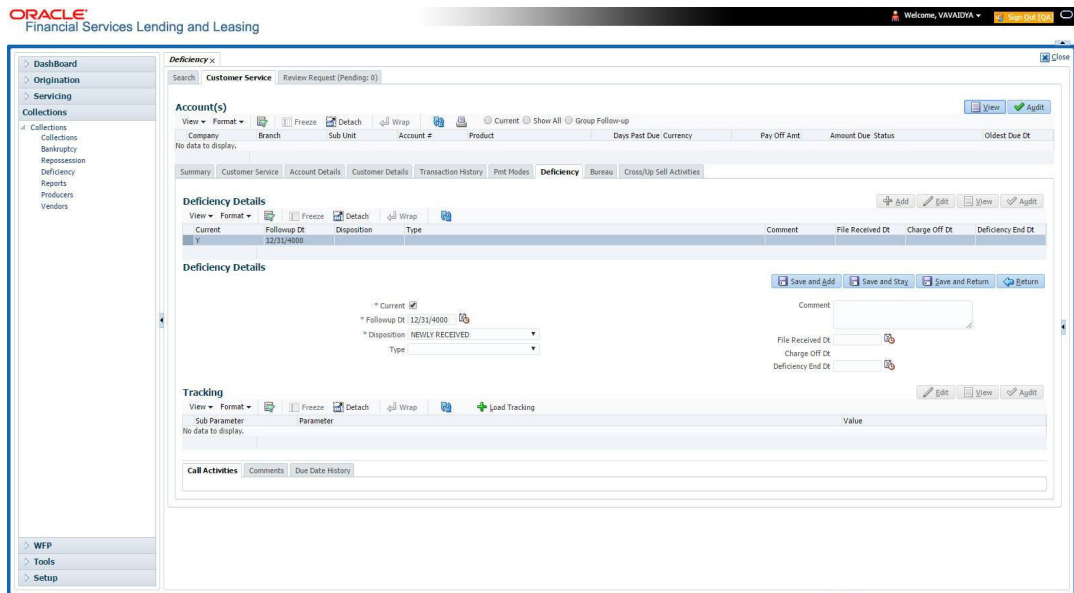 ORACLE
Financial Services Lending and Leasing
Welcome, VAVAIDYA
Sign Out [QA]
Close
DashBoard
Origination
Servicing
Collections
Collections
Collections
Bankruptcy
Repossession
Deficiency
Reports
Producers
Vendors
WFP
Tools
Setup
Deficiency x
Search Customer Service Review Request (Pending: 0)
Account(s)
View Audit
View Format Freeze Detach Wrap Current Show All Group Follow-up
Company Branch Sub Unit Account # Product Days Past Due Currency Pay Off Amt Amount Due Status Oldest Due Dt
No data to display.
Summary Customer Service Account Details Customer Details Transaction History Pmt Modes Deficiency Bureau Cross/Up Sell Activities
Deficiency Details
Add Edit View Audit
View Format Freeze Detach Wrap
Current Followup Dt Disposition Type Comment File Received Dt Charge Off Dt Deficiency End Dt
Y 12/31/4000
Deficiency Details
Save and Add Save and Stay Save and Return Return
* Current
* Followup Dt 12/31/4000
* Disposition NEWLY RECEIVED
Type
Comment
File Received Dt
Charge Off Dt
Deficiency End Dt
Tracking
Edit View Audit
View Format Freeze Detach Wrap Load Tracking
Sub Parameter Parameter Value
No data to display.
Call Activities Comments Due Date History